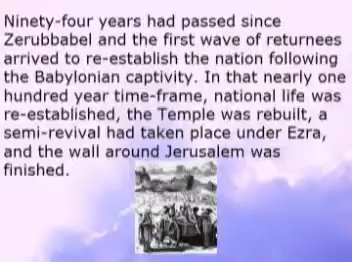 Ninety-four years had passed since
Zerubbabel and the first wave of returnees
arrived to re-establish the nation following
the Babylonian captivity. In that nearly one
hundred year time-frame, national life was
re-established, the Temple was rebuilt, a
semi-revival had taken place under Ezra,
and the wall around Jerusalem was
finished.